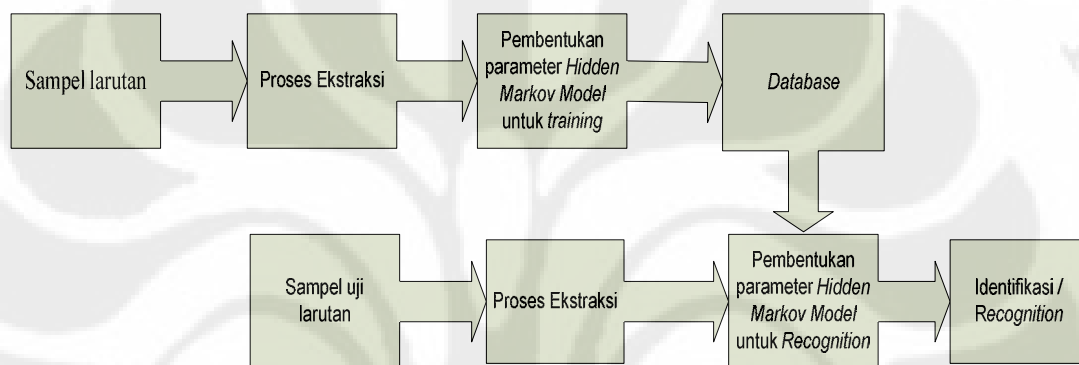 Sampel larutan
Proses Ekstraksi
Pembentukan
parameter Hidden
Markov Model
untuk training
Database
Sampel uji
larutan
Proses Ekstraksi
Pembentukan
parameter Hidden
Markov Model
untuk Recognition
Identifikasi /
Recognition